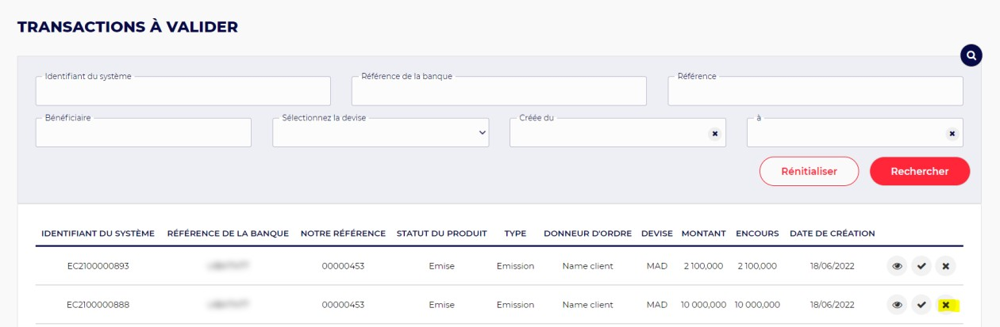 TRANSACTIONS À VALIDER
Identifiant du système Référence de la banque Référence
Bénéficiaire Sélectionnez la devise Créée du à
Rénitialiser Rechercher
IDENTIFIANT DU SYSTÈME RÉFÉRENCE DE LA BANQUE NOTRE RÉFÉRENCE STATUT DU PRODUIT TYPE DONNEUR D'ORDRE DEVISE MONTANT ENCOURS DATE DE CRÉATION
EC2100000893 00000453 Emise Emission Name client MAD 2 100,000 2 100,000 18/06/2022
EC2100000888 00000453 Emise Emission Name client MAD 10 000,000 10 000,000 18/06/2022